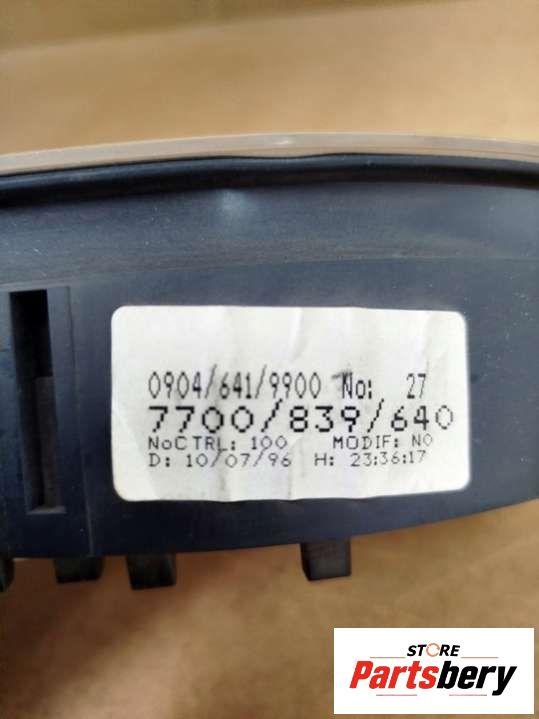 0904/641/9900 No: 27
7700/839/640
NoCTRL: 100 MODIF: NO
D: 10/07/96 H: 23:36:17
STORE
Partsbery